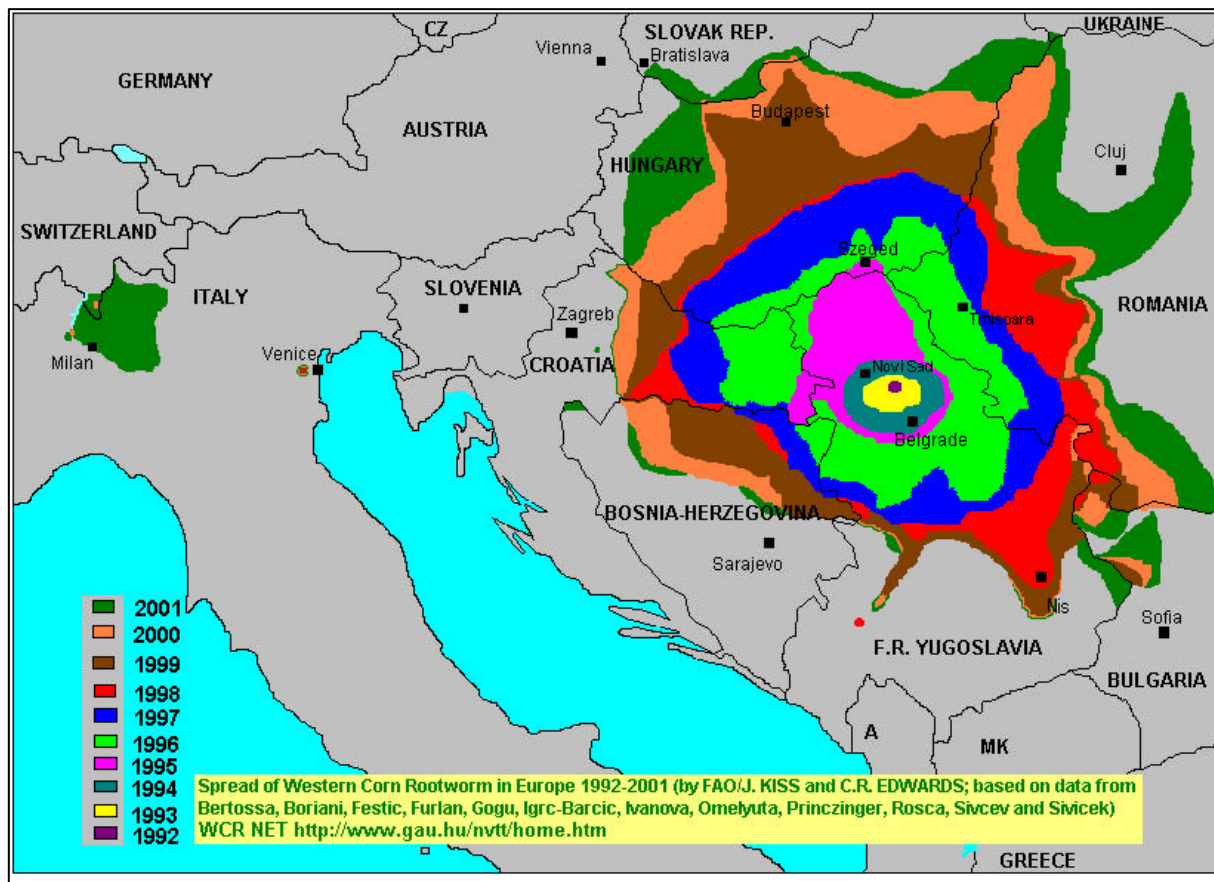 CZ
SLOVAK REP.
UKRAINE
Vienna
Bratislava
GERMANY
AUSTRIA
Budapest
HUNGARY
Cluj
SWITZERLAND
Szeged
ITALY
SLOVENIA
ROMANIA
Zagreb
Timisoara
Milan
Venice
CROATIA
Novi Sad
Belgrade
BOSNIA-HERZEGOVINA
Sarajevo
Nis
Sofia
F.R. YUGOSLAVIA
BULGARIA
A
MK
GREECE
2001
2000
1999
1998
1997
1996
1995
1994
1993
1992
Spread of Western Corn Rootworm in Europe 1992-2001 (by FAO/J. KISS and C.R. EDWARDS; based on data from
Bertossa, Boriani, Festic, Furlan, Gogu, Igrc-Barcic, Ivanova, Omelyuta, Princzinger, Rosca, Sivcev and Sivicek)
WCR NET http://www.gau.hu/nvtt/home.htm